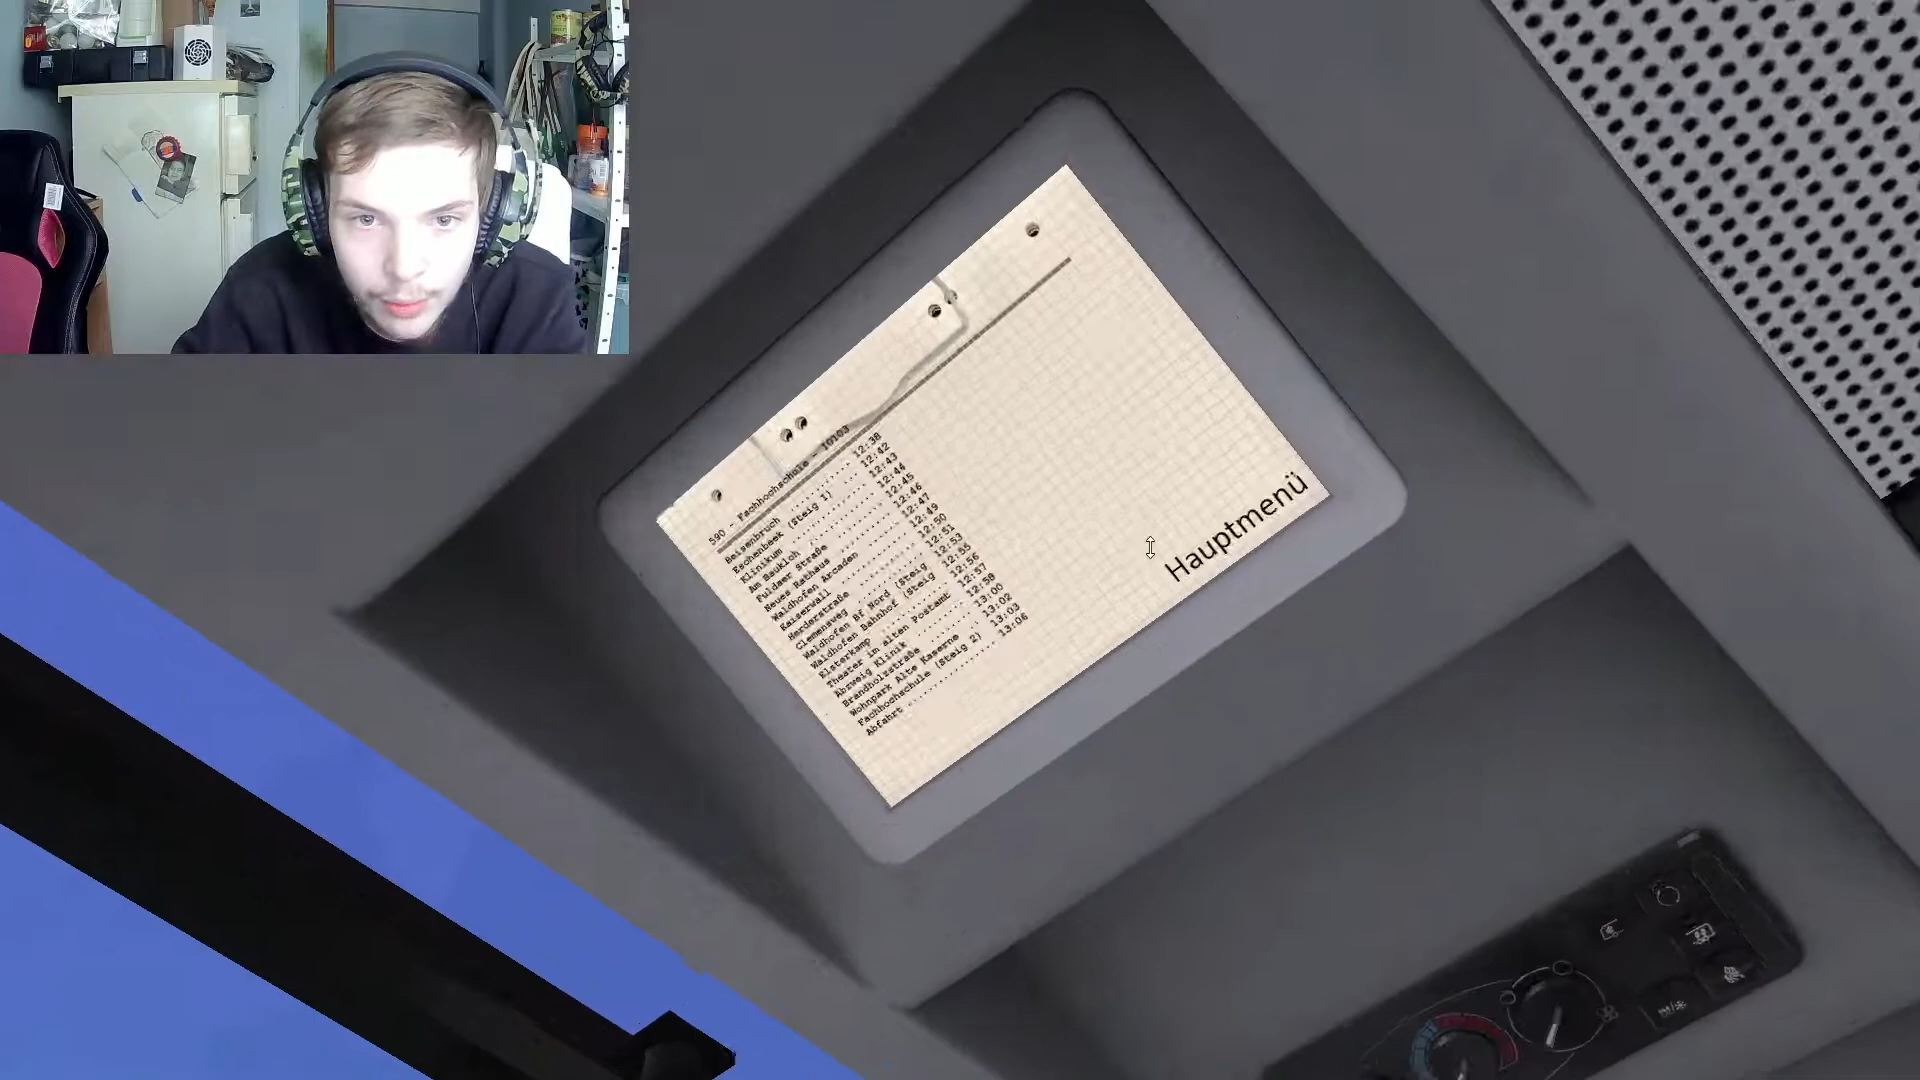 590 - Fachhochschule - 10103
Beisenbruch ............ 12:38
Eschenbeek (Steig 1) ... 12:42
Klinikum ............... 12:43
Am Baukloh ............. 12:44
Fuldaer Straße ......... 12:45
Neues Rathaus .......... 12:46
Waldhofen Arcaden ...... 12:47
Kaiserwall ............. 12:49
Herderstraße ........... 12:50
Clemensweg ............. 12:51
Waldhofen Bf Nord (Steig 12:53
Waldhofen Bahnhof (Steig 12:55
Elsterkamp ............. 12:56
Theater im alten Postamt 12:57
Abzweig Klinik ......... 12:58
Brandholzstraße ........ 13:00
Wohnpark Alte Kaserne .. 13:02
Fachhochschule (Steig 2) 13:03
Abfahrt ................ 13:06
Hauptmenü